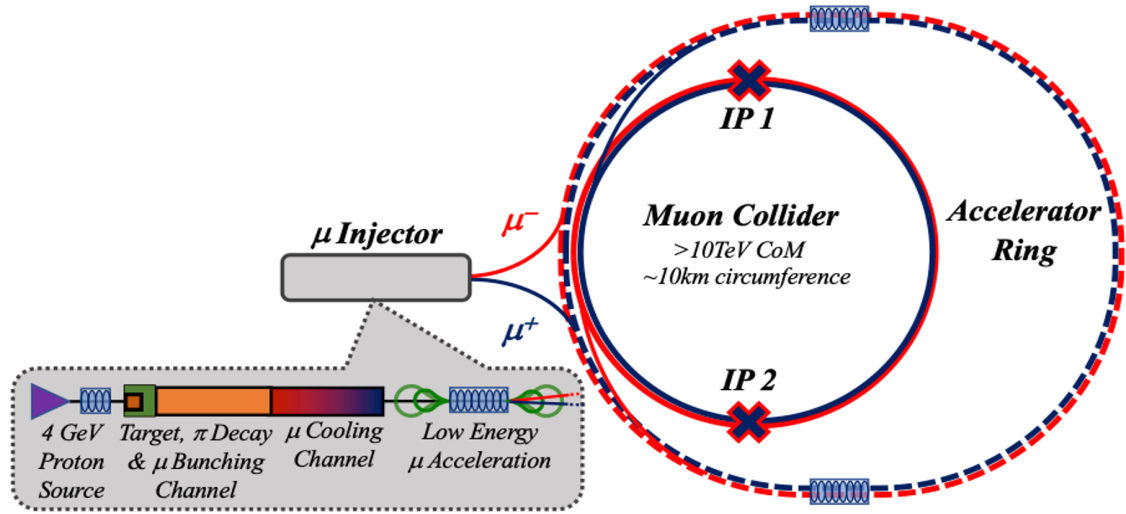 IP 1
μ⁻
Muon Collider
>10TeV CoM
~10km circumference
Accelerator
Ring
μ Injector
μ⁺
IP 2
4 GeV
Proton
Source
Target, π Decay
& μ Bunching
Channel
μ Cooling
Channel
Low Energy
μ Acceleration